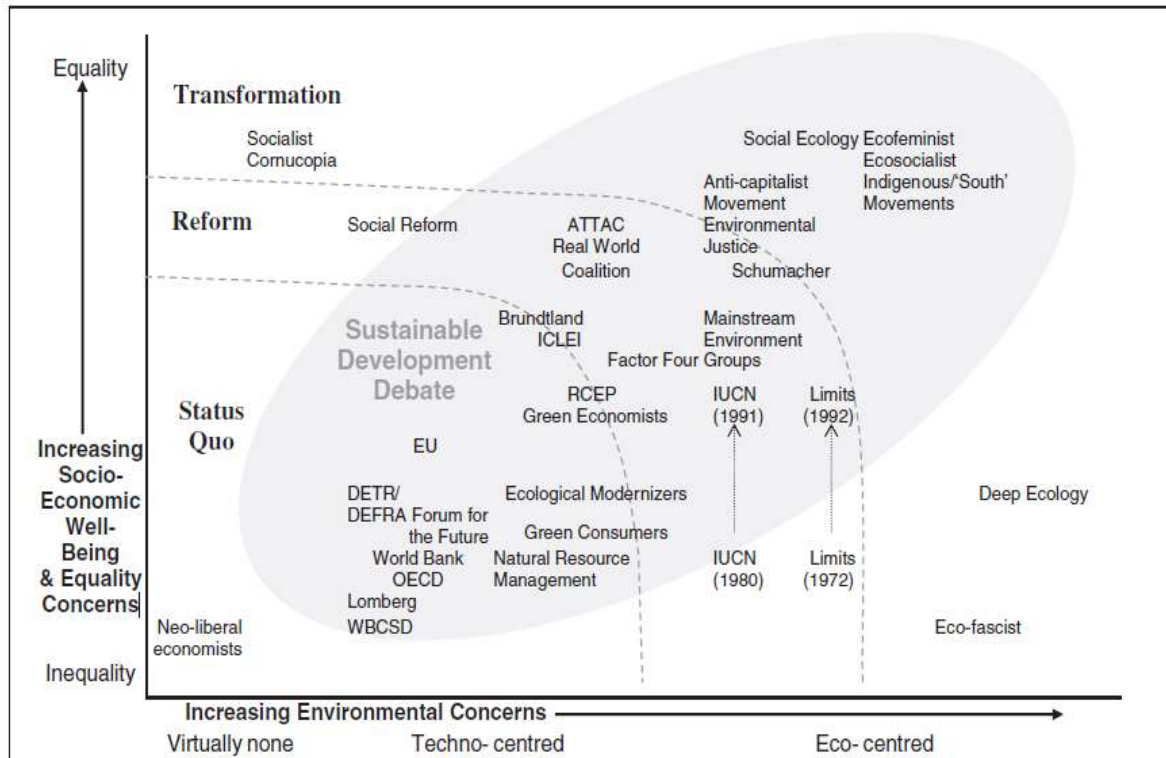 Equality
Transformation
Socialist
Cornucopia
Social Ecology
Ecofeminist
Ecosocialist
Indigenous/‘South’
Movements
Anti-capitalist
Movement
Environmental
Justice
Reform
Social Reform
ATTAC
Real World
Coalition
Schumacher
Sustainable
Development
Debate
Brundtland
ICLEI
Mainstream
Environment
Factor Four Groups
Status
Quo
RCEP
Green Economists
IUCN
(1991)
Limits
(1992)
EU
Increasing
Socio-
Economic
Well-
Being
& Equality
Concerns
DETR/
DEFRA Forum for
the Future
Ecological Modernizers
Green Consumers
Deep Ecology
World Bank
OECD
Natural Resource
Management
IUCN
(1980)
Limits
(1972)
Lomberg
WBCSD
Neo-liberal
economists
Eco-fascist
Inequality
Increasing Environmental Concerns
Virtually none
Techno- centred
Eco- centred